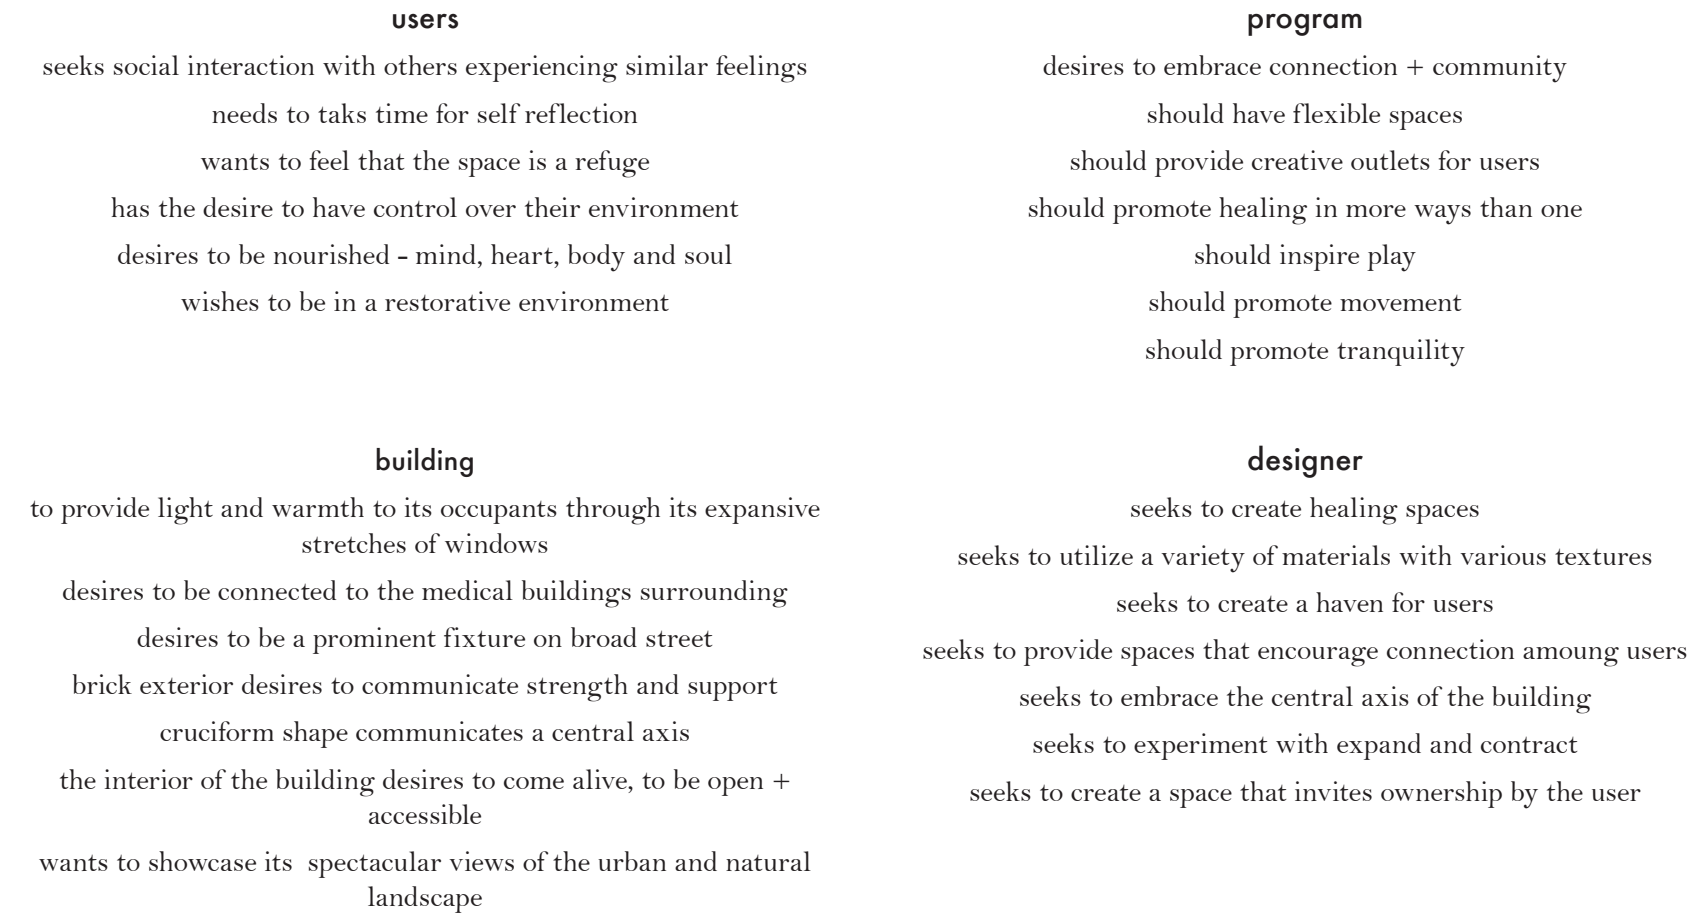 users
seeks social interaction with others experiencing similar feelings
needs to taks time for self reflection
wants to feel that the space is a refuge
has the desire to have control over their environment
desires to be nourished - mind, heart, body and soul
wishes to be in a restorative environment
program
desires to embrace connection + community
should have flexible spaces
should provide creative outlets for users
should promote healing in more ways than one
should inspire play
should promote movement
should promote tranquility
building
to provide light and warmth to its occupants through its expansive
stretches of windows
desires to be connected to the medical buildings surrounding
desires to be a prominent fixture on broad street
brick exterior desires to communicate strength and support
cruciform shape communicates a central axis
the interior of the building desires to come alive, to be open +
accessible
wants to showcase its  spectacular views of the urban and natural
landscape
designer
seeks to create healing spaces
seeks to utilize a variety of materials with various textures
seeks to create a haven for users
seeks to provide spaces that encourage connection amoung users
seeks to embrace the central axis of the building
seeks to experiment with expand and contract
seeks to create a space that invites ownership by the user